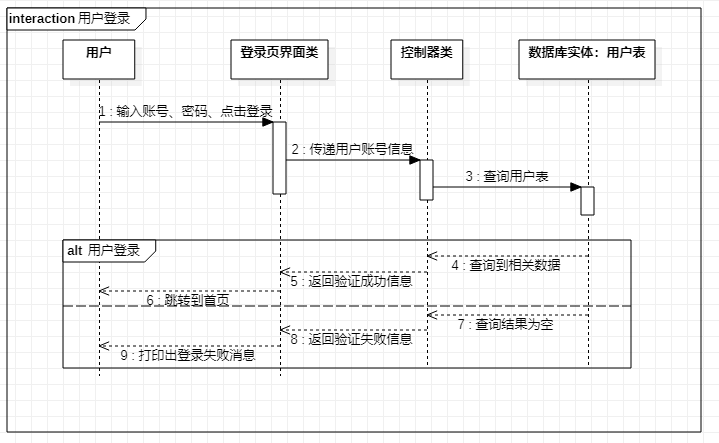 interaction 用户登录
用户
登录页界面类
控制器类
数据库实体：用户表
1 : 输入账号、密码、点击登录
2 : 传递用户账号信息
3 : 查询用户表
alt 用户登录
4 : 查询到相关数据
5 : 返回验证成功信息
6 : 跳转到首页
7 : 查询结果为空
8 : 返回验证失败信息
9 : 打印出登录失败消息